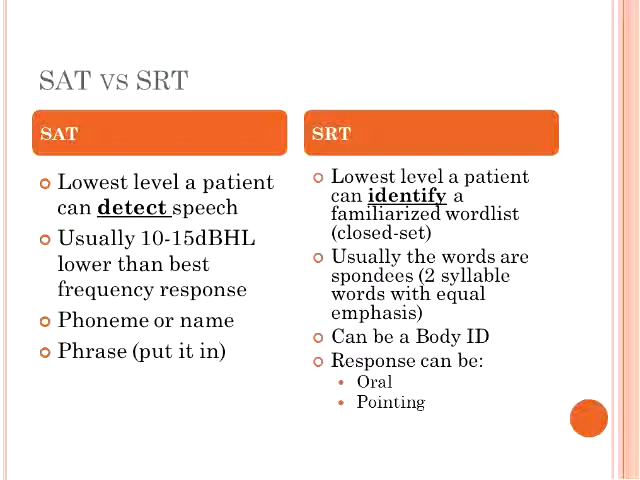 SAT VS SRT
SAT
Lowest level a patient
can detect speech
Usually 10-15dBHL
lower than best
frequency response
Phoneme or name
Phrase (put it in)
SRT
Lowest level a patient
can identify a
familiarized wordlist
(closed-set)
Usually the words are
spondees (2 syllable
words with equal
emphasis)
Can be a Body ID
Response can be:
Oral
Pointing